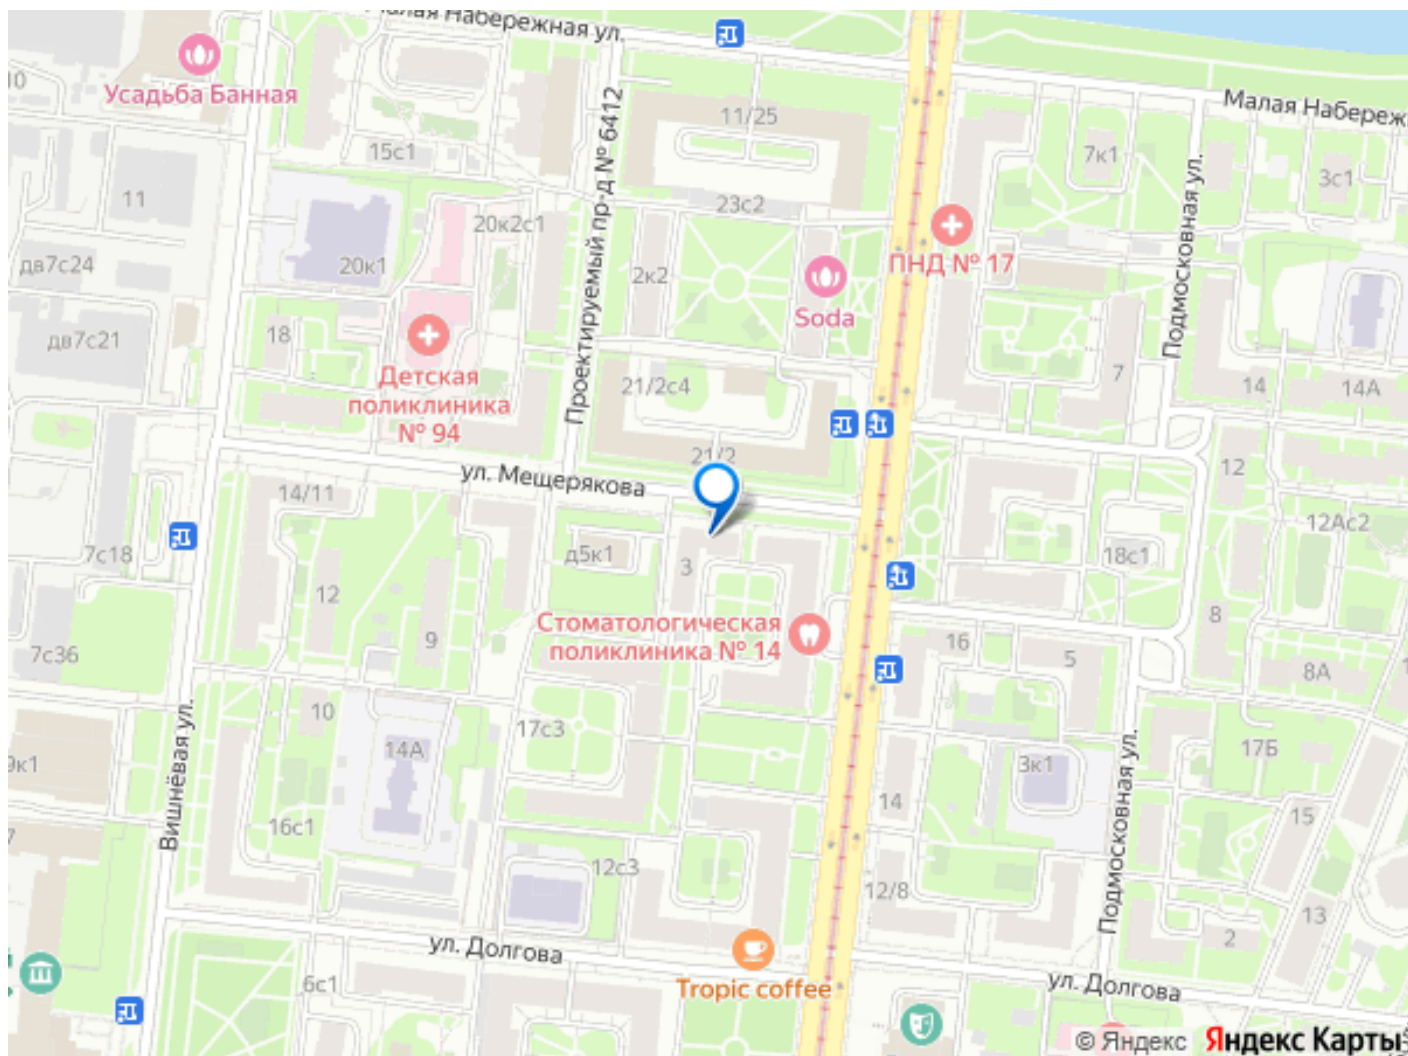 Малая Набережная ул.
Усадьба Банная
10
11/25
Малая Набереж
15с1
7к1
3с1
11
Проектируемый пр-д № 6412
23с2
20к2с1
Подмосковная ул.
дв7с24
20к1
2к2
ПНД № 17
Soda
18
дв7с21
Детская
поликлиника
№ 94
21/2с4
7
14
14А
21/2
ул. Мещерякова
12
14/11
12Ас2
7с18
д5к1
3
18с1
12
8
Стоматологическая
поликлиника № 14
9
16
5
7с36
8А
10
17с3
14А
Вишнёвая ул.
17Б
9к1
3к1
14
Подмосковная ул.
16с1
15
7
12с3
12/8
13
2
ул. Долгова
6с1
Tropic coffee
ул. Долгова
© Яндекс Яндекс Карты